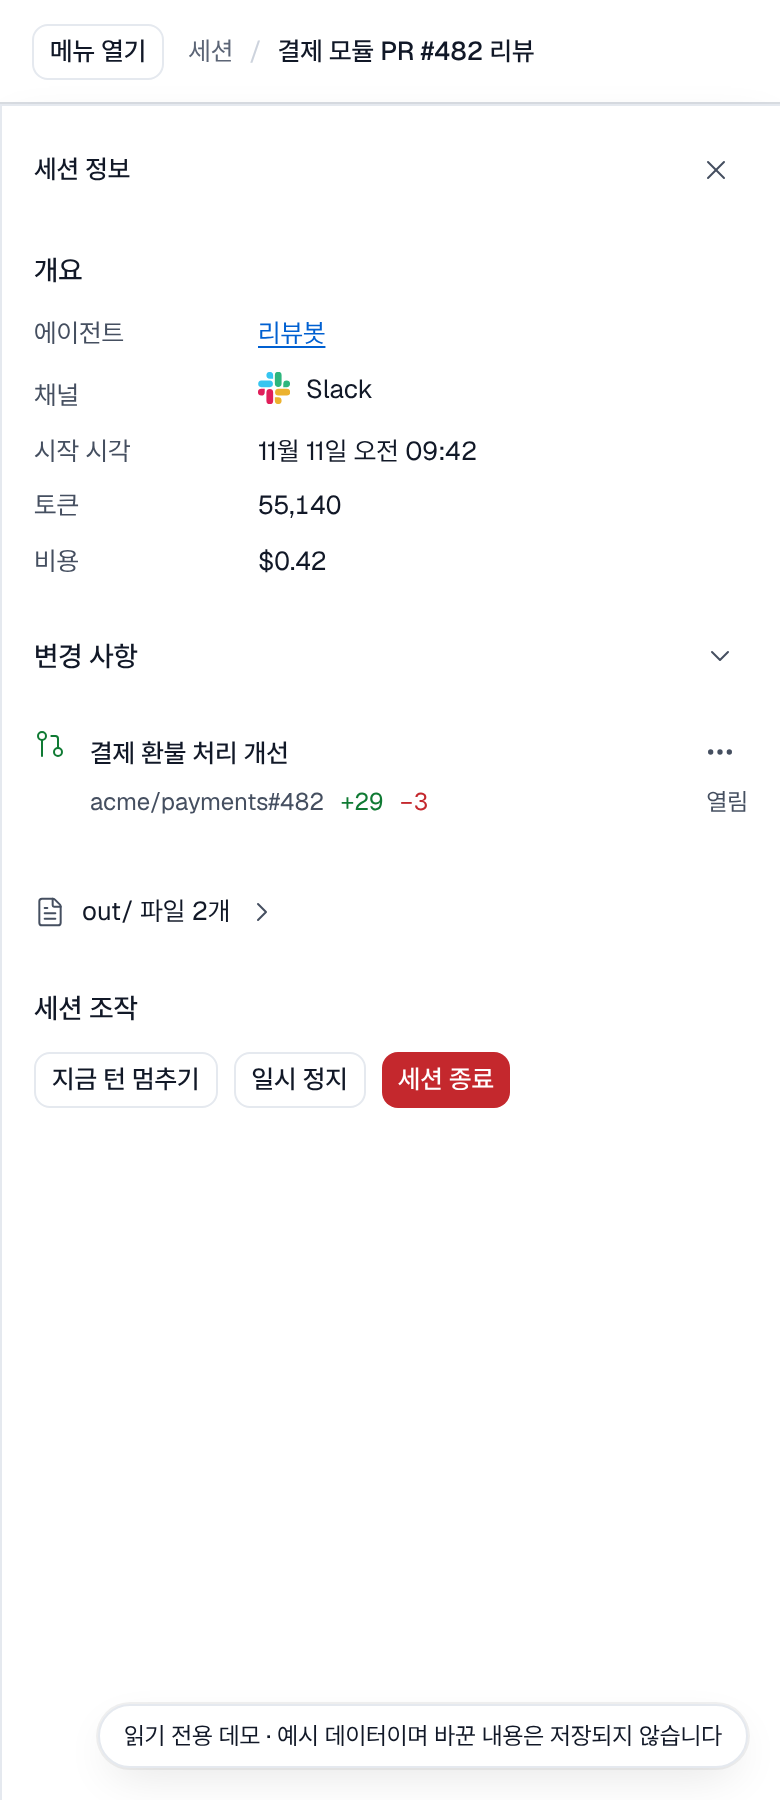 메뉴 열기 세션 / 결제 모듈 PR #482 리뷰
세션 정보
개요
에이전트 리뷰봇
채널 Slack
시작 시각 11월 11일 오전 09:42
토큰 55,140
비용 $0.42
변경 사항
결제 환불 처리 개선
acme/payments#482 +29 −3 열림
out/ 파일 2개
세션 조작
지금 턴 멈추기 일시 정지 세션 종료
읽기 전용 데모 · 예시 데이터이며 바꾼 내용은 저장되지 않습니다